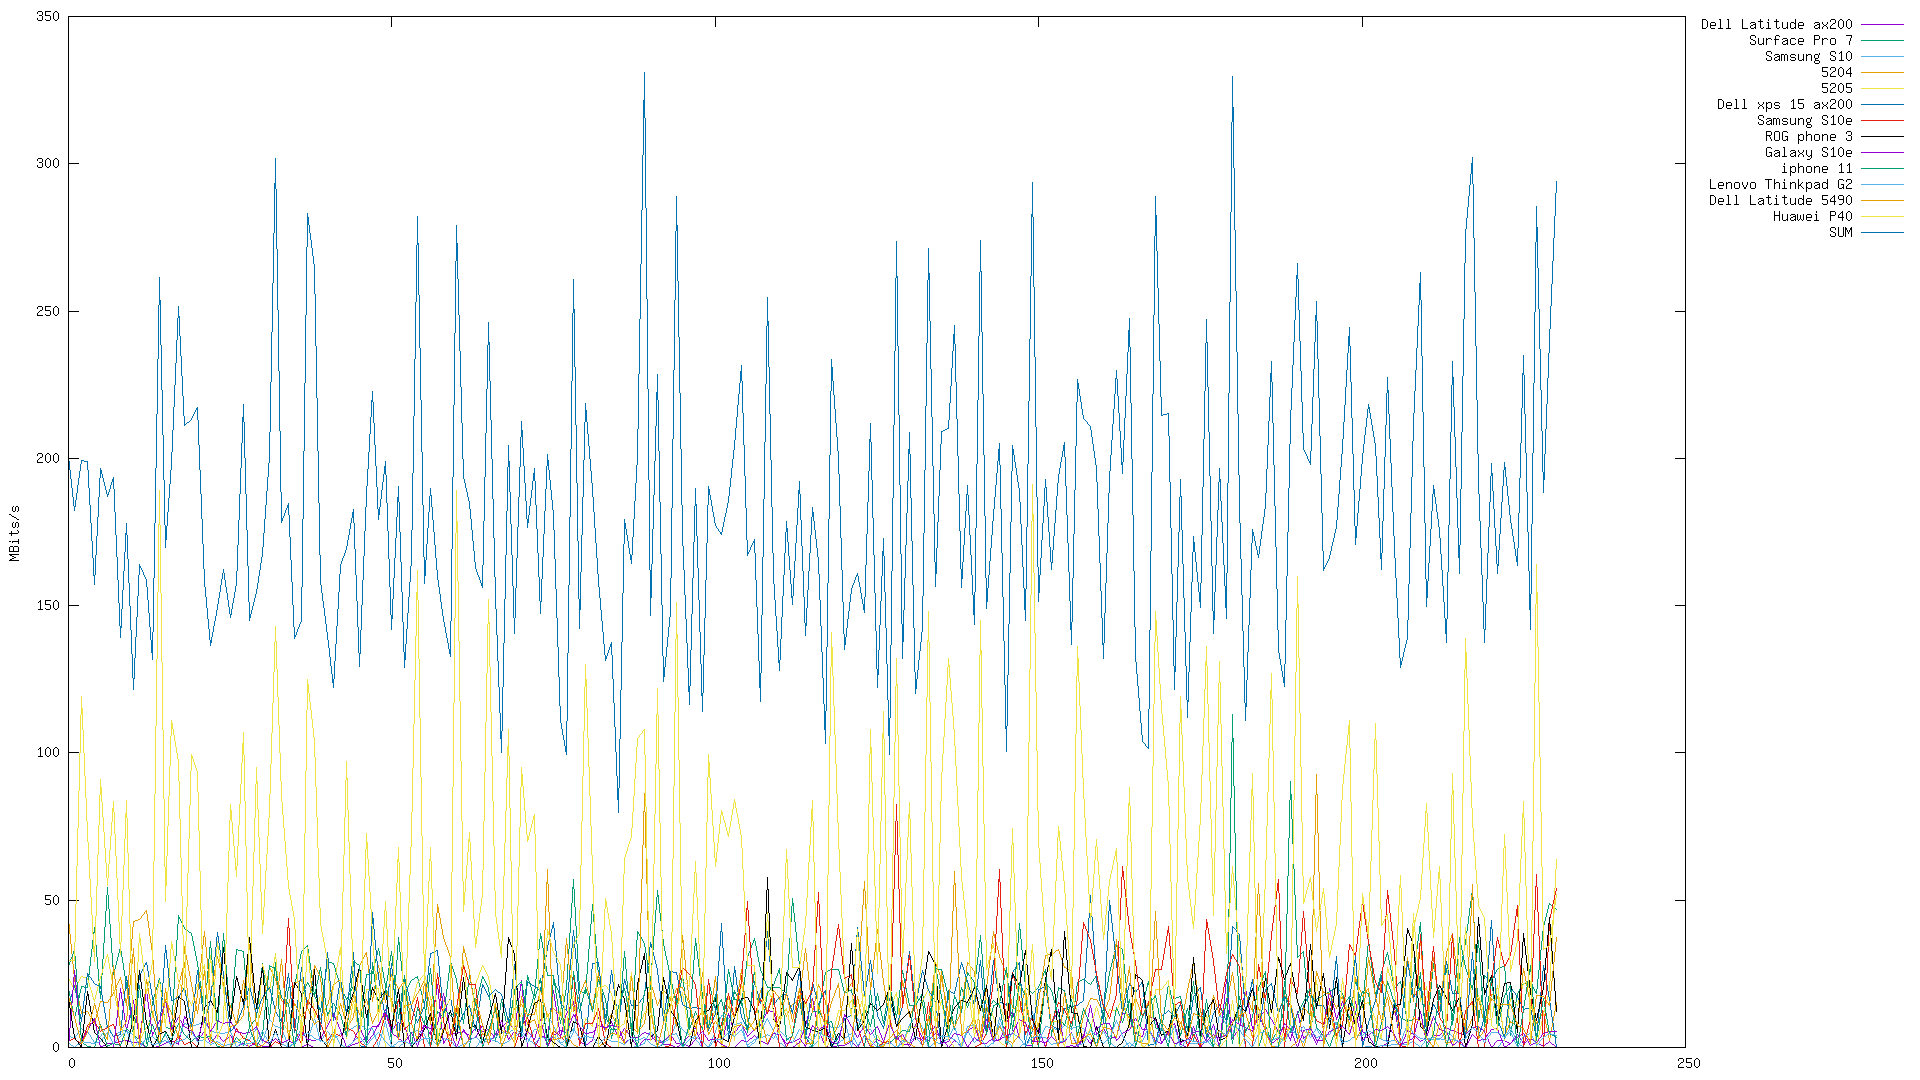 350
300
250
200
150
100
50
0
MBits/s
0 50 100 150 200 250
Dell Latitude ax200
Surface Pro 7
Samsung S10
5204
5205
Dell xps 15 ax200
Samsung S10e
ROG phone 3
Galaxy S10e
iphone 11
Lenovo Thinkpad G2
Dell Latitude 5490
Huawei P40
SUM